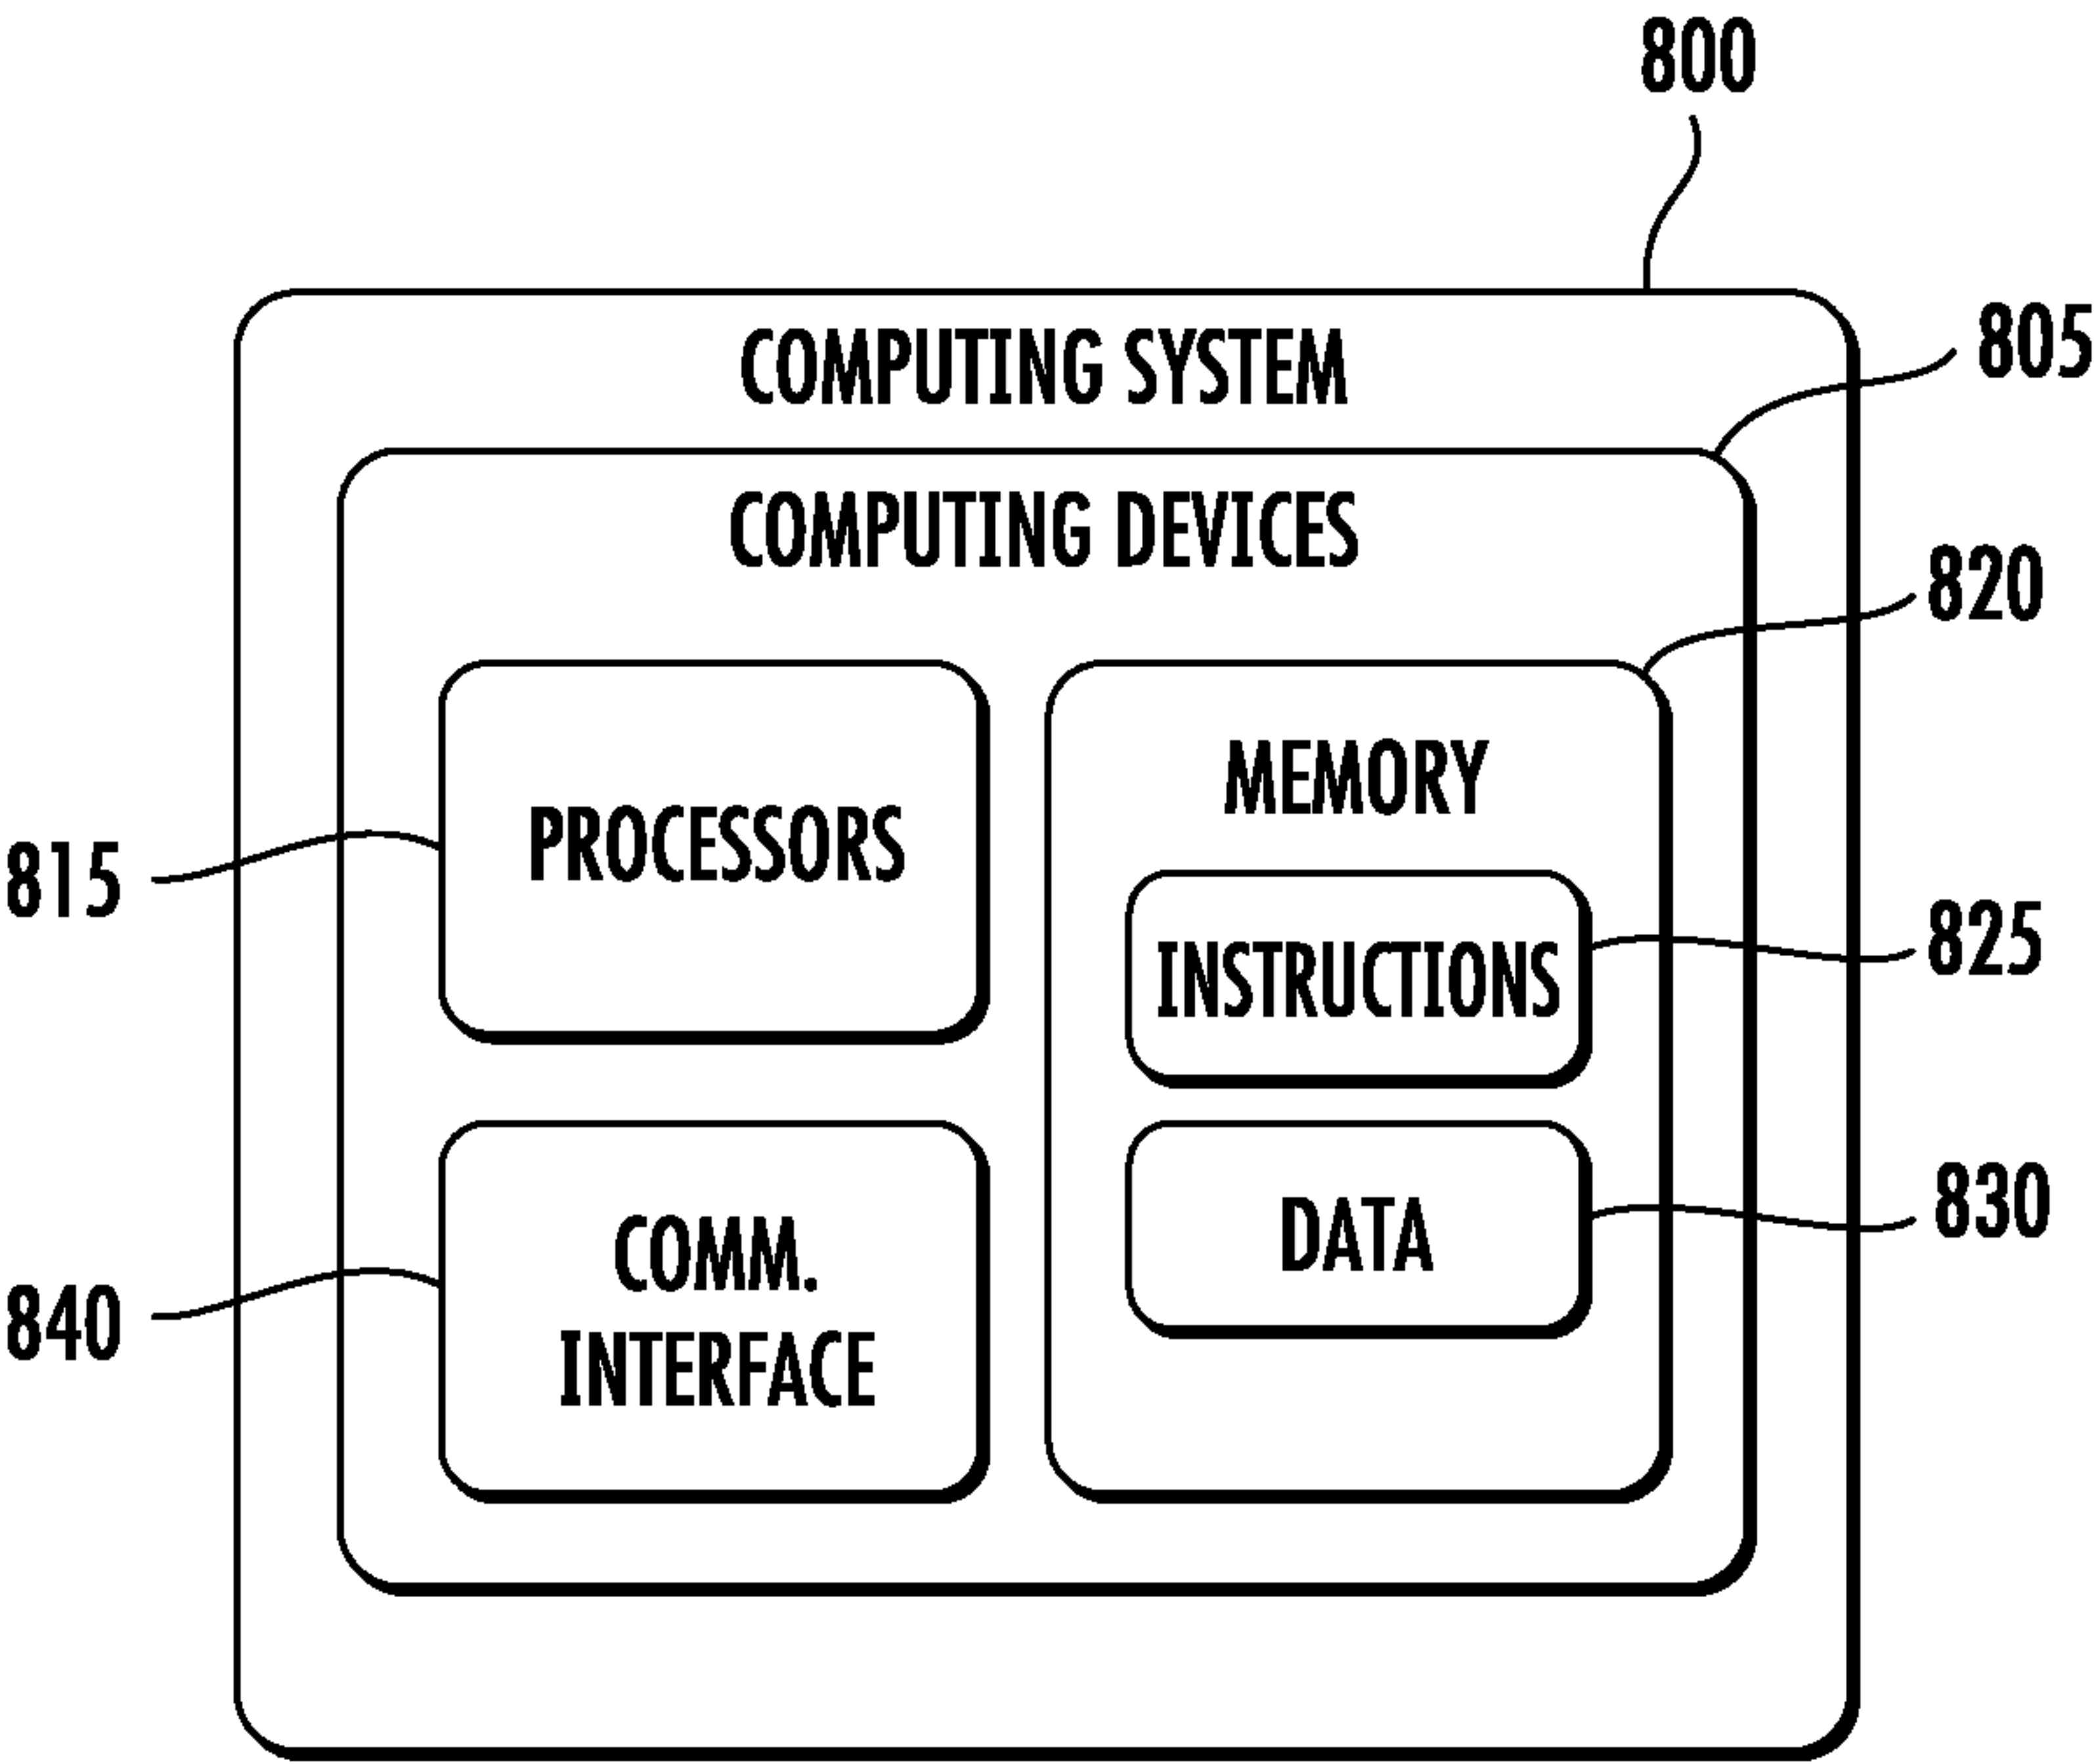 800
COMPUTING SYSTEM
805
COMPUTING DEVICES
820
PROCESSORS
815
MEMORY
INSTRUCTIONS
825
DATA
830
COMM.
INTERFACE
840